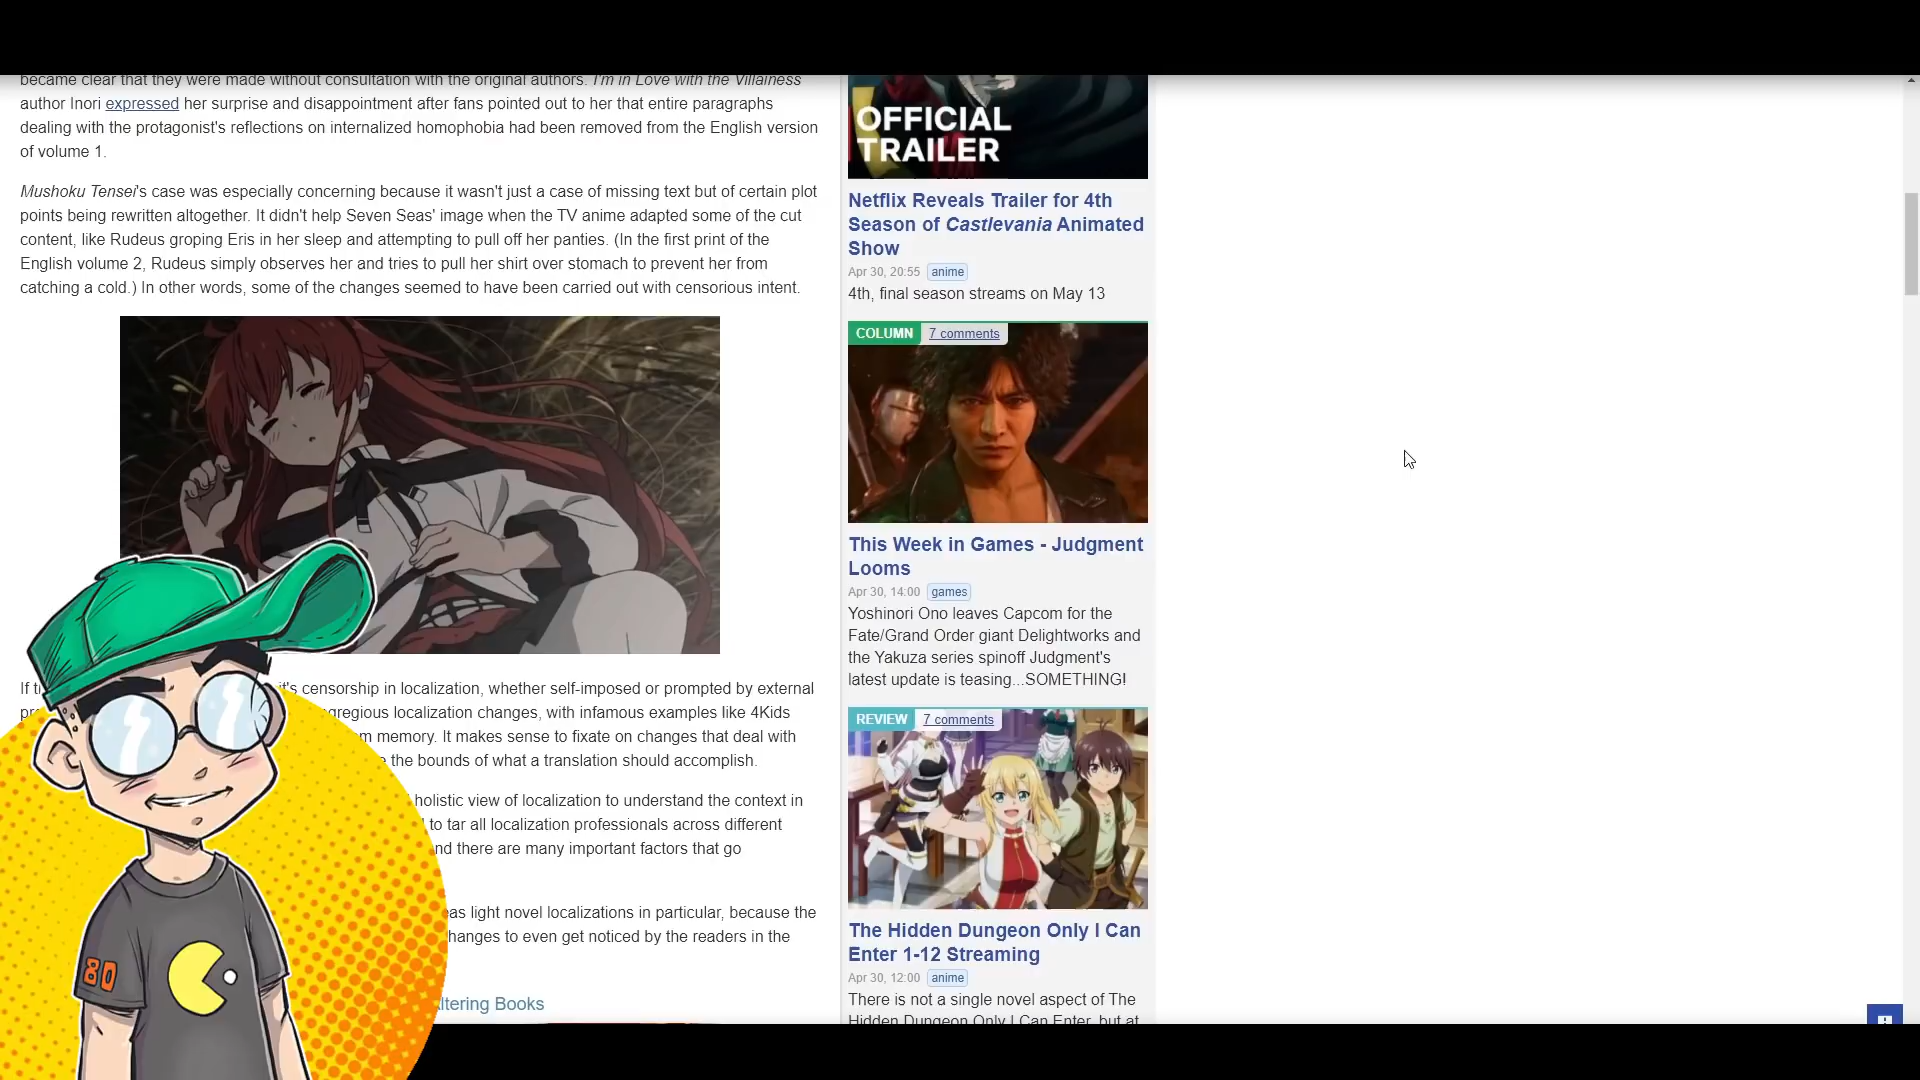 became clear that they were made without consultation with the original authors. I'm in Love with the Villainess
author Inori expressed her surprise and disappointment after fans pointed out to her that entire paragraphs
dealing with the protagonist's reflections on internalized homophobia had been removed from the English version
of volume 1.
Mushoku Tensei's case was especially concerning because it wasn't just a case of missing text but of certain plot
points being rewritten altogether. It didn't help Seven Seas' image when the TV anime adapted some of the cut
content, like Rudeus groping Eris in her sleep and attempting to pull off her panties. (In the first print of the
English volume 2, Rudeus simply observes her and tries to pull her shirt over stomach to prevent her from
catching a cold.) In other words, some of the changes seemed to have been carried out with censorious intent.
If it's censorship in localization, whether self-imposed or prompted by external
egregious localization changes, with infamous examples like 4Kids
memory. It makes sense to fixate on changes that deal with
the bounds of what a translation should accomplish.
holistic view of localization to understand the context in
to tar all localization professionals across different
and there are many important factors that go
light novel localizations in particular, because the
changes to even get noticed by the readers in the
Altering Books
80
OFFICIAL
TRAILER
Netflix Reveals Trailer for 4th
Season of Castlevania Animated
Show
Apr 30, 20:55 anime
4th, final season streams on May 13
COLUMN 7 comments
This Week in Games - Judgment
Looms
Apr 30, 14:00 games
Yoshinori Ono leaves Capcom for the
Fate/Grand Order giant Delightworks and
the Yakuza series spinoff Judgment's
latest update is teasing...SOMETHING!
REVIEW 7 comments
The Hidden Dungeon Only I Can
Enter 1-12 Streaming
Apr 30, 12:00 anime
There is not a single novel aspect of The
Hidden Dungeon Only I Can Enter, but at